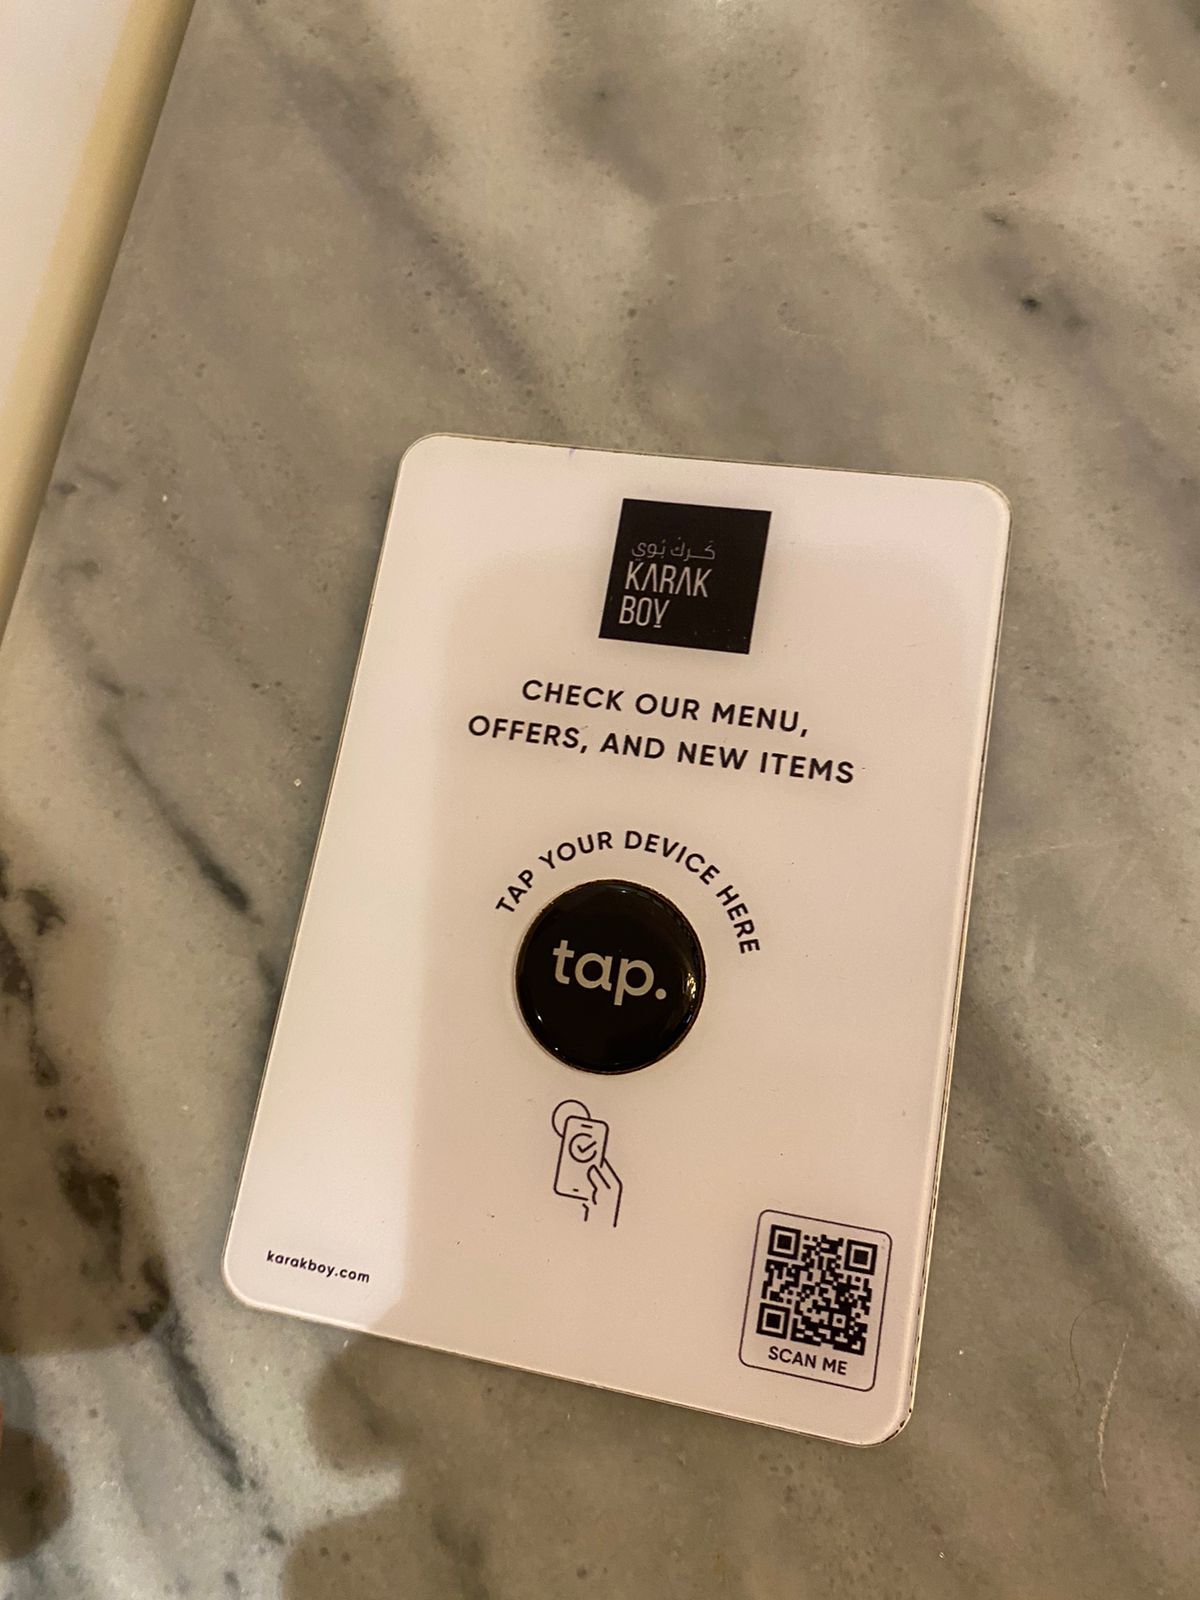 كرك بوي
KARAK
BOY
CHECK OUR MENU,
OFFERS, AND NEW ITEMS
TAP YOUR DEVICE HERE
tap.
karakboy.com
SCAN ME